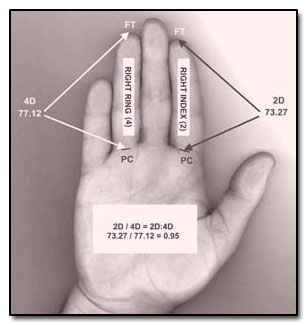 FT
FT
4D
77.12
RIGHT RING (4)
RIGHT INDEX (2)
2D
73.27
PC
PC
2D / 4D = 2D:4D
73.27 / 77.12 = 0.95